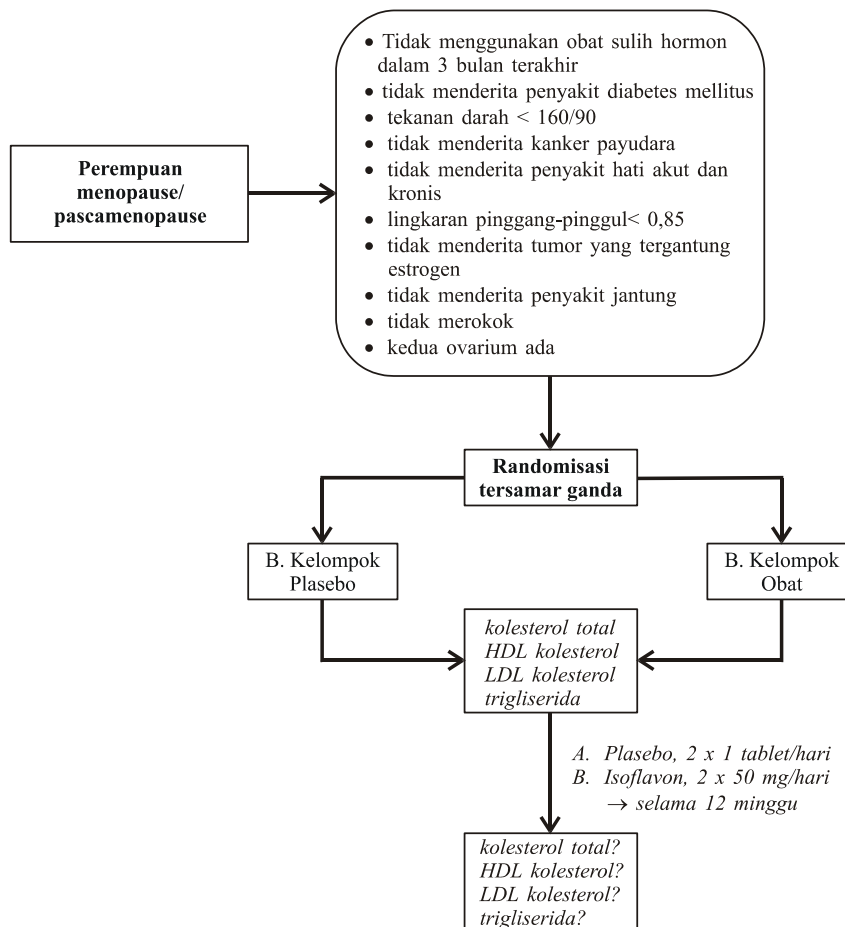 Perempuan
menopause/
pascamenopause
• Tidak menggunakan obat sulih hormon
dalam 3 bulan terakhir
• tidak menderita penyakit diabetes mellitus
• tekanan darah < 160/90
• tidak menderita kanker payudara
• tidak menderita penyakit hati akut dan
kronis
• lingkaran pinggang-pinggul< 0,85
• tidak menderita tumor yang tergantung
estrogen
• tidak menderita penyakit jantung
• tidak merokok
• kedua ovarium ada
Randomisasi
tersamar ganda
B. Kelompok
Plasebo
B. Kelompok
Obat
kolesterol total
HDL kolesterol
LDL kolesterol
trigliserida
A. Plasebo, 2 x 1 tablet/hari
B. Isoflavon, 2 x 50 mg/hari
→ selama 12 minggu
kolesterol total?
HDL kolesterol?
LDL kolesterol?
trigliserida?